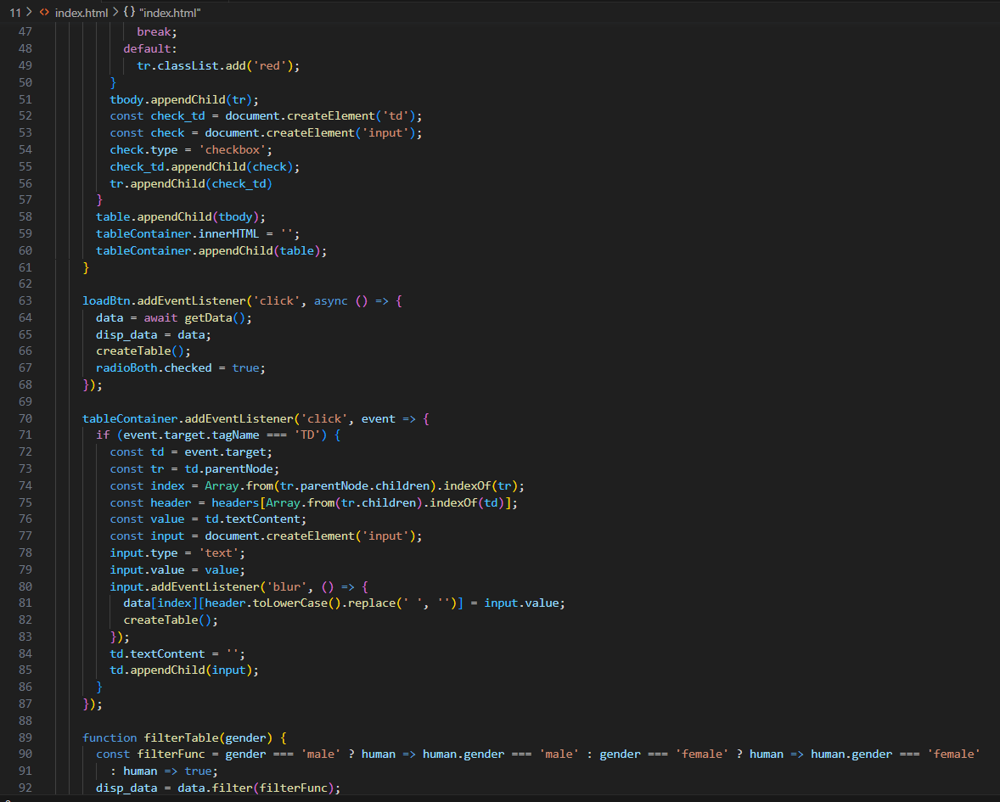 11 > <> index.html > {} "index.html"
47 break;
48 default:
49 tr.classList.add('red');
50 }
51 tbody.appendChild(tr);
52 const check_td = document.createElement('td');
53 const check = document.createElement('input');
54 check.type = 'checkbox';
55 check_td.appendChild(check);
56 tr.appendChild(check_td)
57 }
58 table.appendChild(tbody);
59 tableContainer.innerHTML = '';
60 tableContainer.appendChild(table);
61 }
62
63 loadBtn.addEventListener('click', async () => {
64 data = await getData();
65 disp_data = data;
66 createTable();
67 radioBoth.checked = true;
68 });
69
70 tableContainer.addEventListener('click', event => {
71 if (event.target.tagName === 'TD') {
72 const td = event.target;
73 const tr = td.parentNode;
74 const index = Array.from(tr.parentNode.children).indexOf(tr);
75 const header = headers[Array.from(tr.children).indexOf(td)];
76 const value = td.textContent;
77 const input = document.createElement('input');
78 input.type = 'text';
79 input.value = value;
80 input.addEventListener('blur', () => {
81 data[index][header.toLowerCase().replace(' ', '')] = input.value;
82 createTable();
83 });
84 td.textContent = '';
85 td.appendChild(input);
86 }
87 });
88
89 function filterTable(gender) {
90 const filterFunc = gender === 'male' ? human => human.gender === 'male' : gender === 'female' ? human => human.gender === 'female'
91 : human => true;
92 disp_data = data.filter(filterFunc);